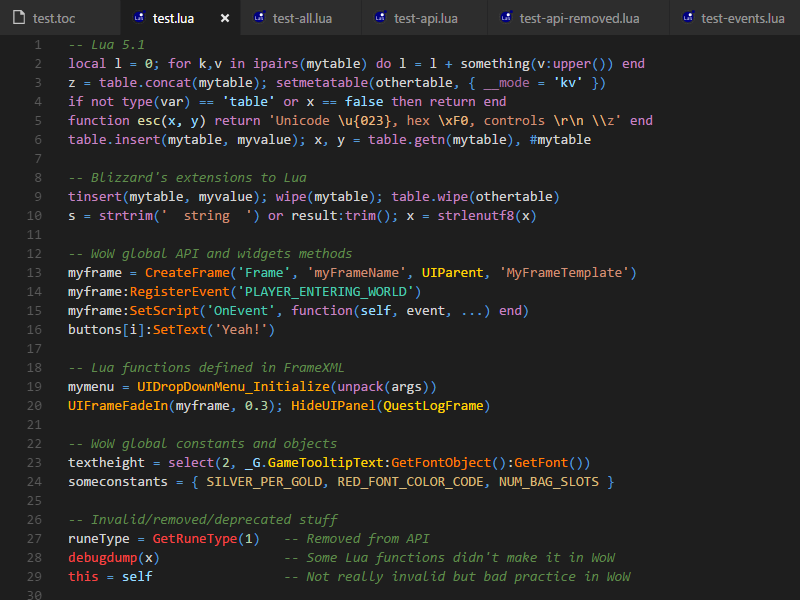 test.toc test.lua × test-all.lua test-api.lua test-api-removed.lua test-events.lua
1 -- Lua 5.1
2 local l = 0; for k,v in ipairs(mytable) do l = l + something(v:upper()) end
3 z = table.concat(mytable); setmetatable(othertable, { __mode = 'kv' })
4 if not type(var) == 'table' or x == false then return end
5 function esc(x, y) return 'Unicode \u{023}, hex \xF0, controls \r\n \\z' end
6 table.insert(mytable, myvalue); x, y = table.getn(mytable), #mytable
7
8 -- Blizzard's extensions to Lua
9 tinsert(mytable, myvalue); wipe(mytable); table.wipe(othertable)
10 s = strtrim('  string  ') or result:trim(); x = strlenutf8(x)
11
12 -- WoW global API and widgets methods
13 myframe = CreateFrame('Frame', 'myFrameName', UIParent, 'MyFrameTemplate')
14 myframe:RegisterEvent('PLAYER_ENTERING_WORLD')
15 myframe:SetScript('OnEvent', function(self, event, ...) end)
16 buttons[i]:SetText('Yeah!')
17
18 -- Lua functions defined in FrameXML
19 mymenu = UIDropDownMenu_Initialize(unpack(args))
20 UIFrameFadeIn(myframe, 0.3); HideUIPanel(QuestLogFrame)
21
22 -- WoW global constants and objects
23 textheight = select(2, _G.GameTooltipText:GetFontObject():GetFont())
24 someconstants = { SILVER_PER_GOLD, RED_FONT_COLOR_CODE, NUM_BAG_SLOTS }
25
26 -- Invalid/removed/deprecated stuff
27 runeType = GetRuneType(1)   -- Removed from API
28 debugdump(x)                -- Some Lua functions didn't make it in WoW
29 this = self                 -- Not really invalid but bad practice in WoW
30